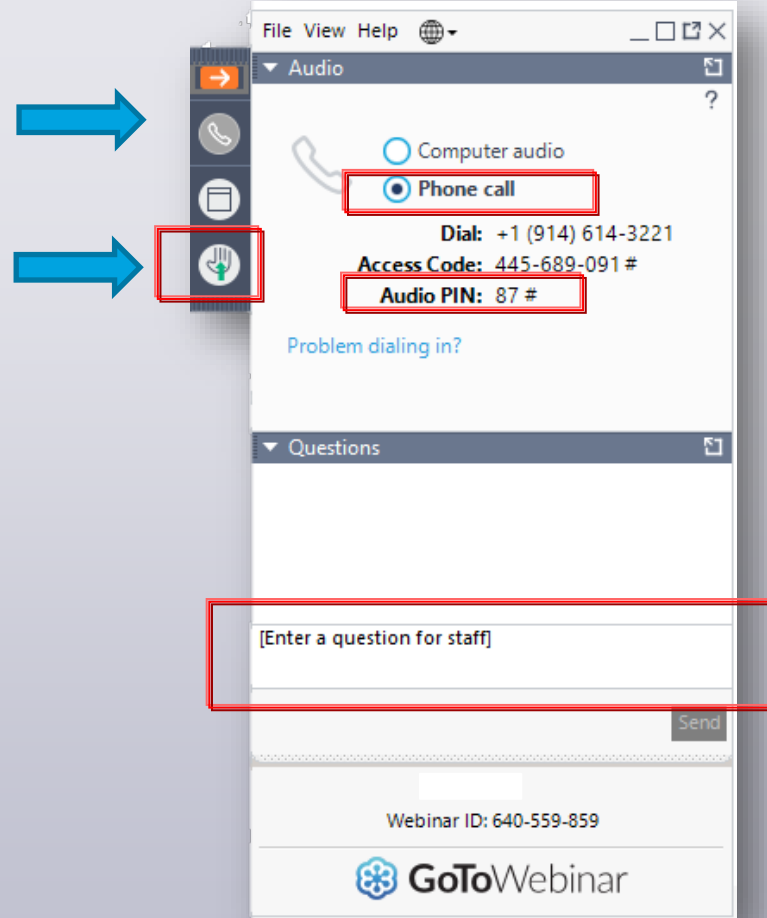 File View Help
Audio
?
Computer audio
Phone call
Dial: +1 (914) 614-3221
Access Code: 445-689-091 #
Audio PIN: 87 #
Problem dialing in?
Questions
[Enter a question for staff]
Send
Webinar ID: 640-559-859
GoToWebinar